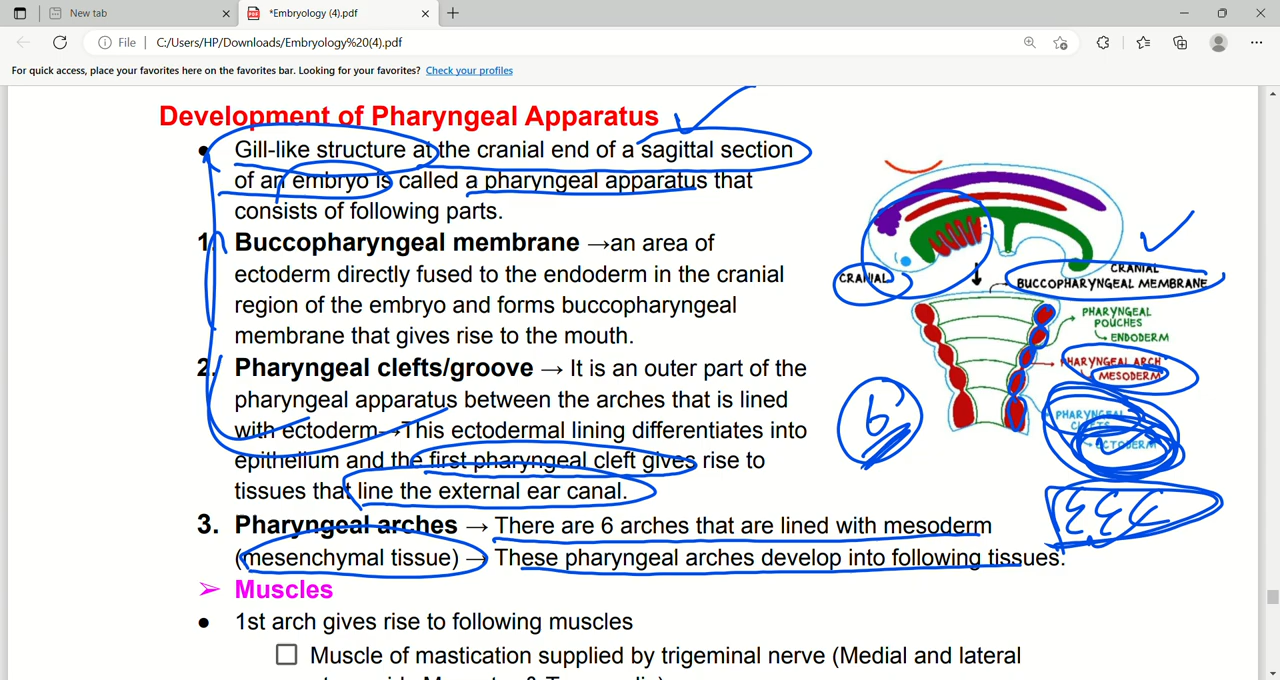 New tab
*Embryology (4).pdf
File
C:/Users/HP/Downloads/Embryology%20(4).pdf
For quick access, place your favorites here on the favorites bar. Looking for your favorites? Check your profiles
Development of Pharyngeal Apparatus
• Gill-like structure at the cranial end of a sagittal section
of an embryo is called a pharyngeal apparatus that
consists of following parts.
1. Buccopharyngeal membrane →an area of
ectoderm directly fused to the endoderm in the cranial
region of the embryo and forms buccopharyngeal
membrane that gives rise to the mouth.
2. Pharyngeal clefts/groove → It is an outer part of the
pharyngeal apparatus between the arches that is lined
with ectoderm→This ectodermal lining differentiates into
epithelium and the first pharyngeal cleft gives rise to
tissues that line the external ear canal.
3. Pharyngeal arches → There are 6 arches that are lined with mesoderm
(mesenchymal tissue) → These pharyngeal arches develop into following tissues.
➢ Muscles
• 1st arch gives rise to following muscles
☐ Muscle of mastication supplied by trigeminal nerve (Medial and lateral
CRANIAL
CRANIAL
BUCCOPHARYNGEAL MEMBRANE
PHARYNGEAL
POUCHES
ENDODERM
PHARYNGEAL ARCH
MESODERM
PHARYNGEAL
CLEFTS
ECTODERM
6